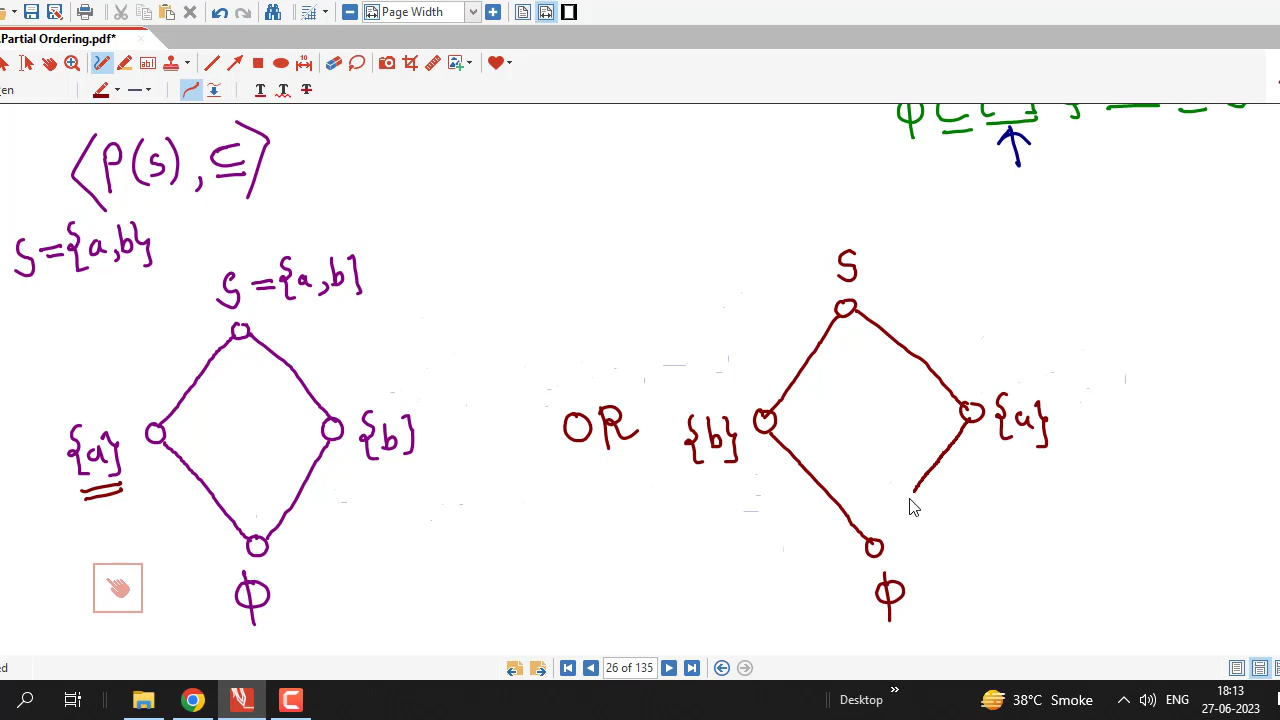 Page Width
.Partial Ordering.pdf*
en
⟨P(S), ⊆⟩
S={a,b}
S={a,b}
{a}
{b}
ϕ
OR
S
{b}
{a}
ϕ
ed
26 of 135
Desktop
38°C Smoke
ENG
18:13
27-06-2023